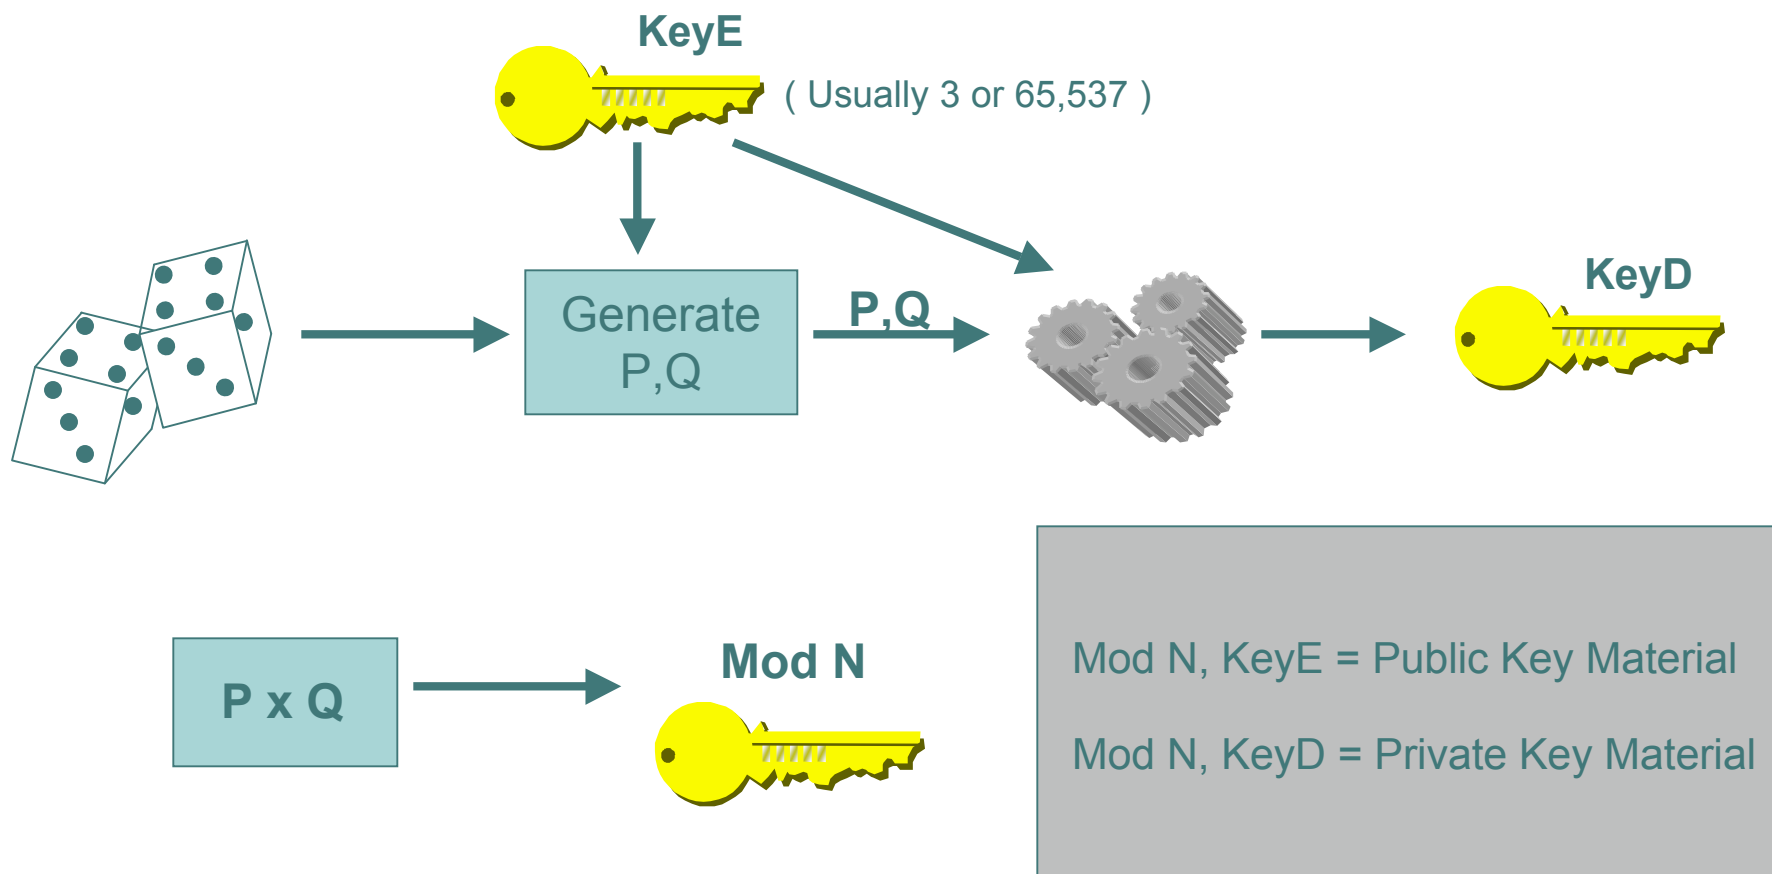 KeyE
( Usually 3 or 65,537 )
Generate
P,Q
P,Q
KeyD
P x Q
Mod N
Mod N, KeyE = Public Key Material
Mod N, KeyD = Private Key Material